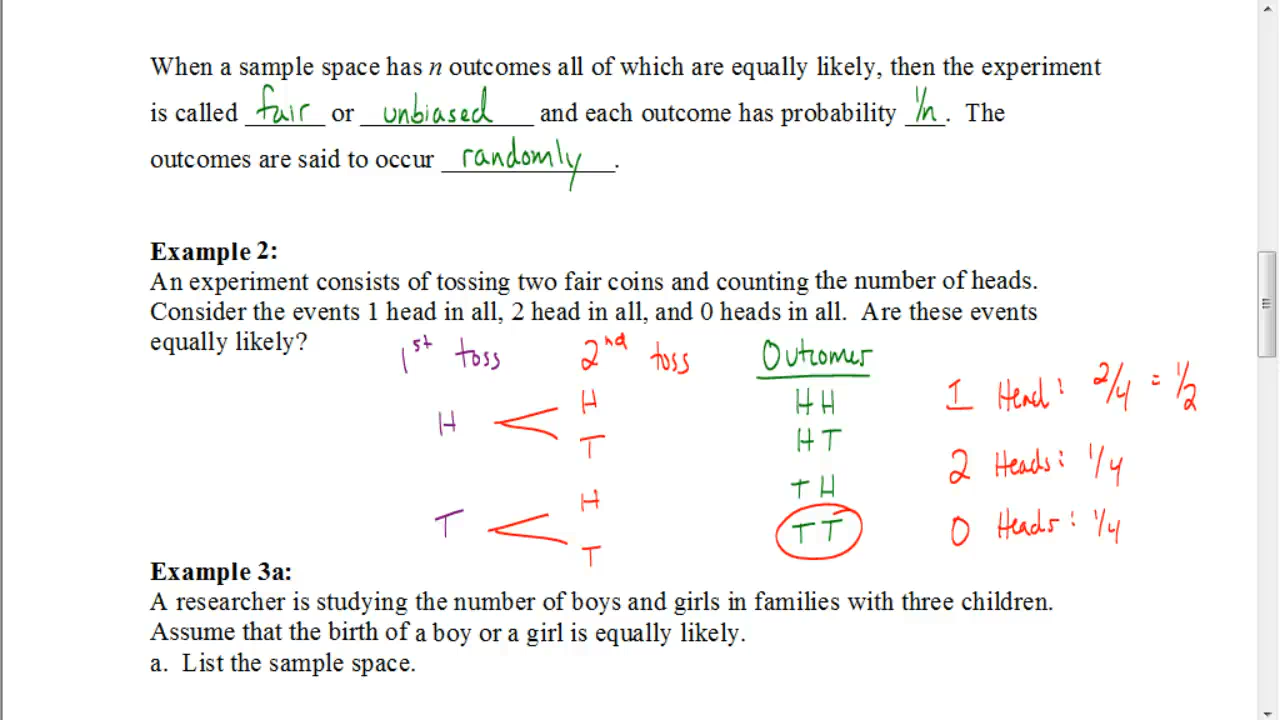 When a sample space has n outcomes all of which are equally likely, then the experiment
is called fair or unbiased and each outcome has probability 1/n. The
outcomes are said to occur randomly.
Example 2:
An experiment consists of tossing two fair coins and counting the number of heads.
Consider the events 1 head in all, 2 head in all, and 0 heads in all. Are these events
equally likely?
1st toss 2nd toss Outcomes
H H HH 1 Head: 2/4 = 1/2
T HT
2 Heads: 1/4
T H TH
T TT 0 Heads: 1/4
Example 3a:
A researcher is studying the number of boys and girls in families with three children.
Assume that the birth of a boy or a girl is equally likely.
a. List the sample space.